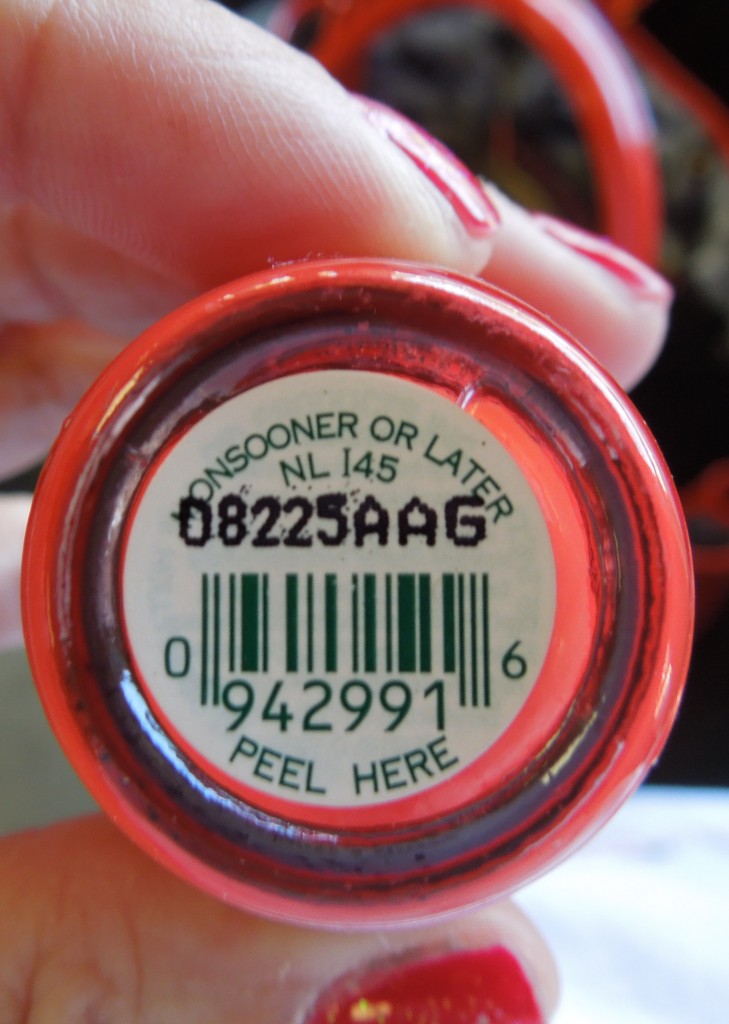 MONSOONER OR LATER
NL I45
08225AAG
0 942991 6
PEEL HERE